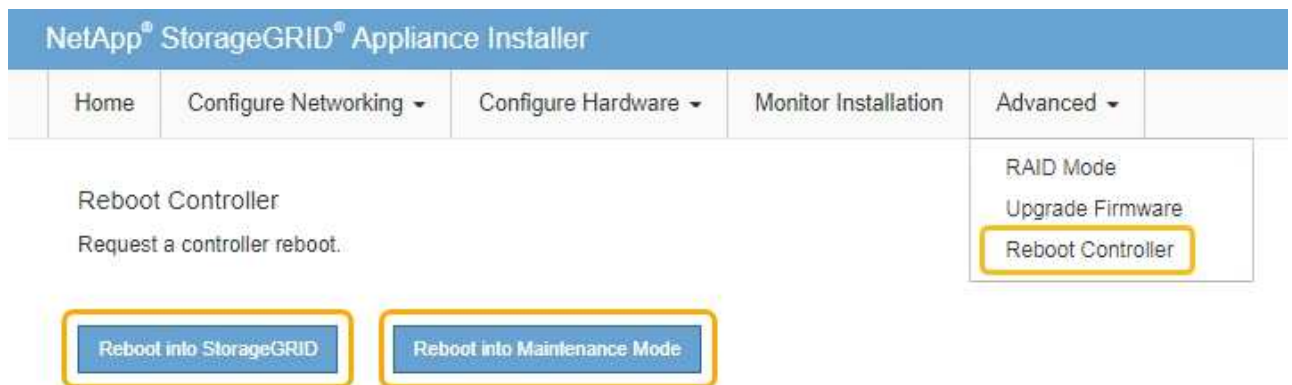 NetApp® StorageGRID® Appliance Installer
Home Configure Networking Configure Hardware Monitor Installation Advanced
RAID Mode
Upgrade Firmware
Reboot Controller
Reboot Controller
Request a controller reboot.
Reboot into StorageGRID Reboot into Maintenance Mode